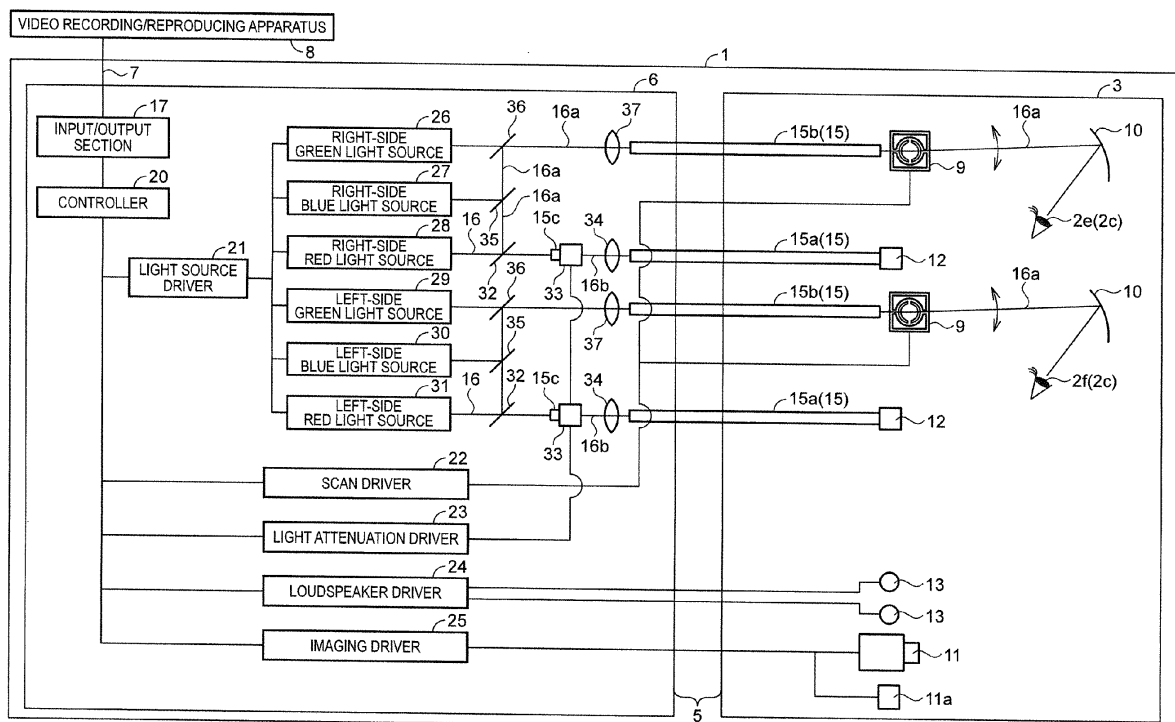 VIDEO RECORDING/REPRODUCING APPARATUS
8
1
7
6
3
17
INPUT/OUTPUT
SECTION
20
CONTROLLER
21
LIGHT SOURCE
DRIVER
26
RIGHT-SIDE
GREEN LIGHT SOURCE
27
RIGHT-SIDE
BLUE LIGHT SOURCE
28
RIGHT-SIDE
RED LIGHT SOURCE
29
LEFT-SIDE
GREEN LIGHT SOURCE
30
LEFT-SIDE
BLUE LIGHT SOURCE
31
LEFT-SIDE
RED LIGHT SOURCE
36
16a
37
15b(15)
9
16a
10
16a
16a
35
2e(2c)
16
32
15c
33
34
16b
15a(15)
12
36
37
15b(15)
9
16a
10
35
2f(2c)
16
32
15c
33
34
16b
15a(15)
12
22
SCAN DRIVER
23
LIGHT ATTENUATION DRIVER
24
LOUDSPEAKER DRIVER
13
13
25
IMAGING DRIVER
11
11a
5